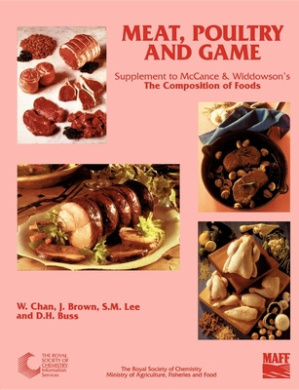 MEAT, POULTRY
AND GAME
Supplement to McCance & Widdowson's
The Composition of Foods
W. Chan, J. Brown, S.M. Lee
and D.H. Buss
THE ROYAL
SOCIETY OF
CHEMISTRY
Information
Services
The Royal Society of Chemistry
Ministry of Agriculture, Fisheries and Food
MAFF